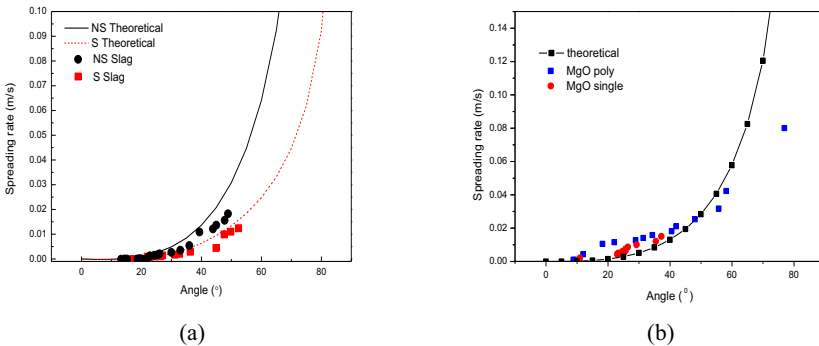 0.10
0.09
0.08
0.07
0.06
0.05
0.04
0.03
0.02
0.01
0.00
Spreading rate (m/s)
NS Theoretical
S Theoretical
NS Slag
S Slag
0 20 40 60 80
Angle (°)
(a)
0.14
0.12
0.10
0.08
0.06
0.04
0.02
0.00
Spreading rate (m/s)
theoretical
MgO poly
MgO single
0 20 40 60 80
Angle (⁰)
(b)